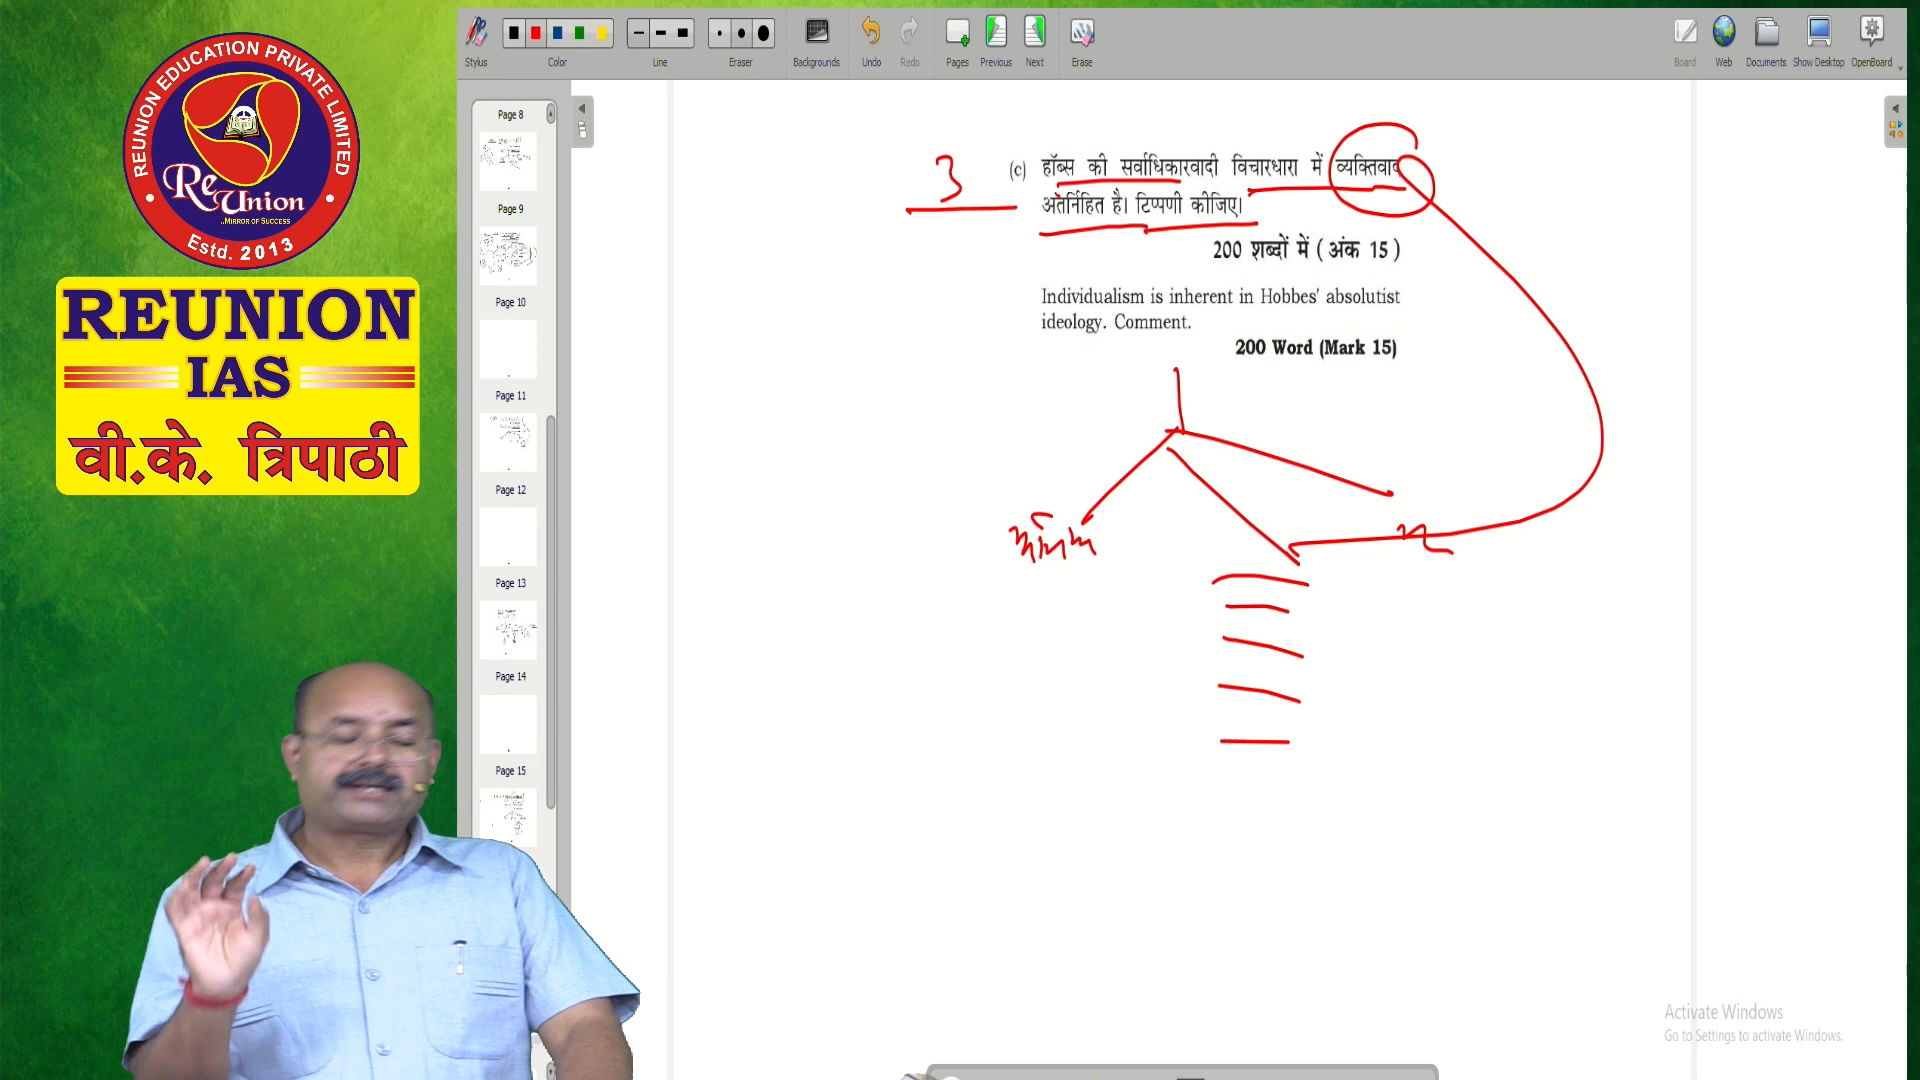 REUNION EDUCATION PRIVATE LIMITED
ReUnion
..MIRROR OF SUCCESS
Estd. 2013
REUNION
IAS
वी.के. त्रिपाठी
Stylus Color Line Eraser Backgrounds Undo Redo Pages Previous Next Erase Board Web Documents Show Desktop OpenBoard
Page 8
Page 9
Page 10
Page 11
Page 12
Page 13
Page 14
Page 15
3
(c) हॉब्स की सर्वाधिकारवादी विचारधारा में व्यक्तिवाद
अंतर्निहित है। टिप्पणी कीजिए।
200 शब्दों में ( अंक 15 )
Individualism is inherent in Hobbes' absolutist
ideology. Comment.
200 Word (Mark 15)
Activate Windows
Go to Settings to activate Windows.